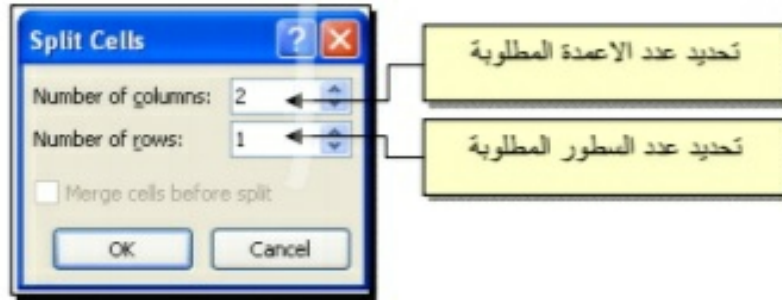 Split Cells
تحديد عدد الاعمدة المطلوبة
Number of columns: 2
Number of rows: 1
تحديد عدد السطور المطلوبة
Merge cells before split
OK Cancel